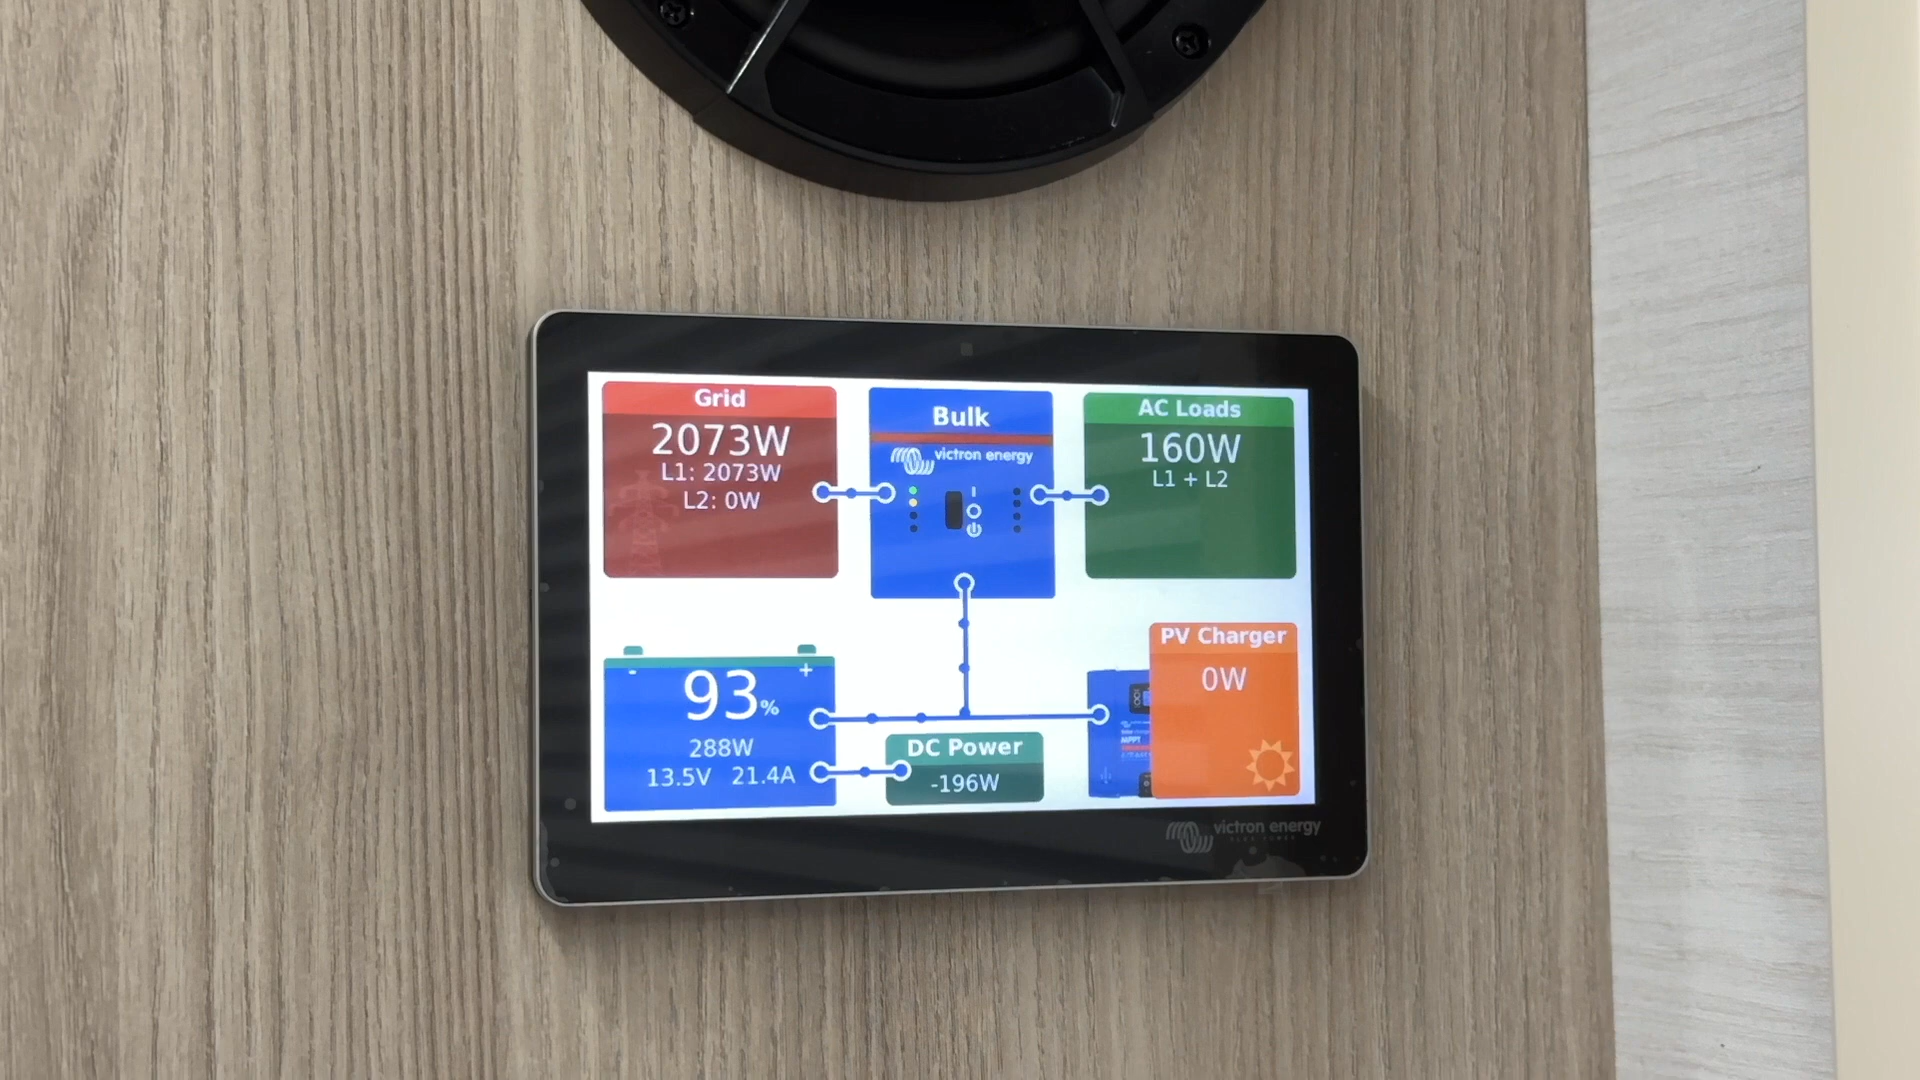 Grid
2073W
L1: 2073W
L2: 0W
Bulk
victron energy
AC Loads
160W
L1 + L2
93%
288W
13.5V 21.4A
DC Power
-196W
PV Charger
0W
MPPT
victron energy